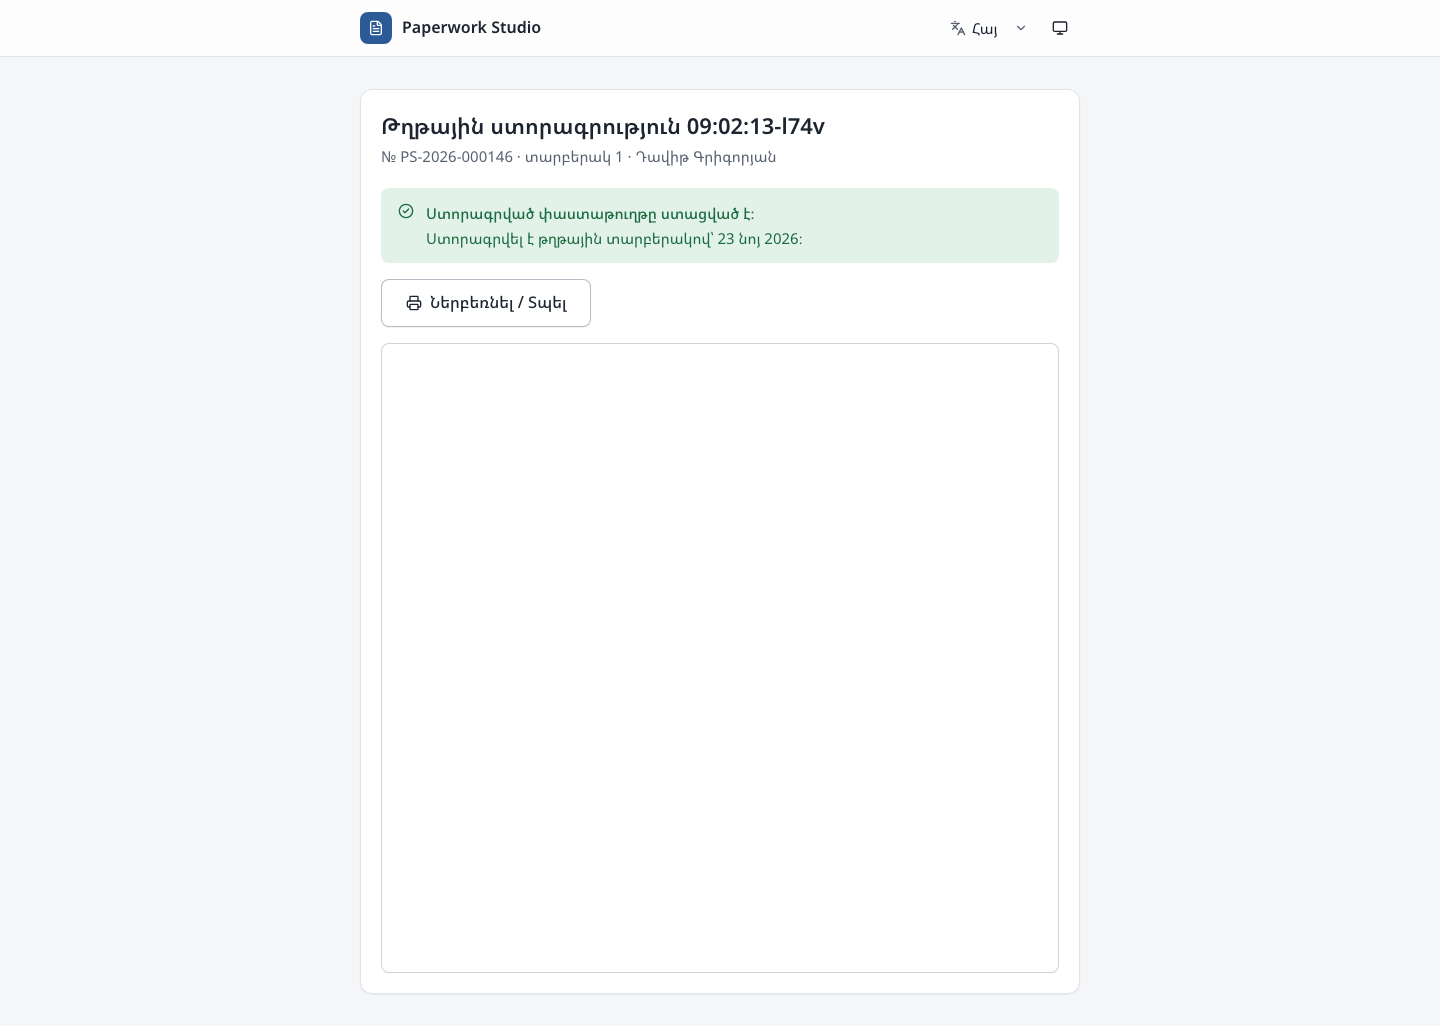 Paperwork Studio
Հայ
Թղթային ստորագրություն 09:02:13-l74v
№ PS-2026-000146 · տարբերակ 1 · Դավիթ Գրիգորյան
Ստորագրված փաստաթուղթը ստացված է:
Ստորագրվել է թղթային տարբերակով՝ 23 նոյ 2026:
Ներբեռնել / Տպել